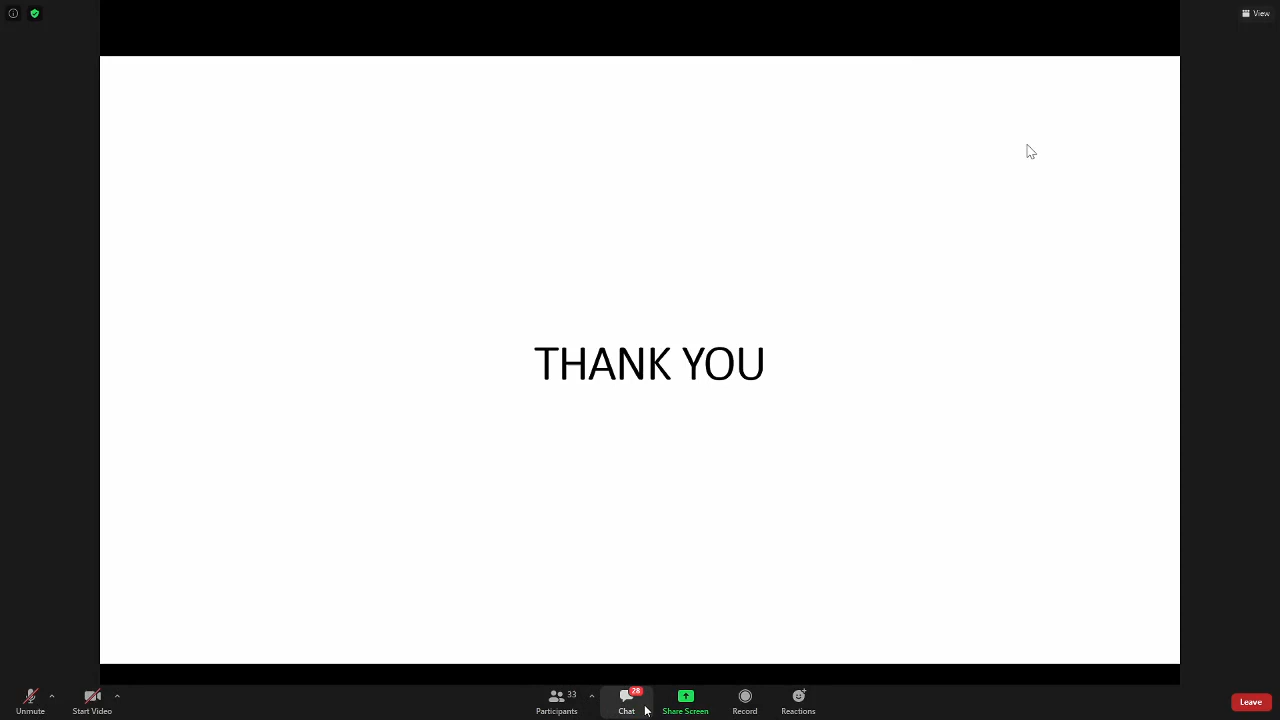 View
THANK YOU
33
28
Unmute
Start Video
Participants
Chat
Share Screen
Record
Reactions
Leave